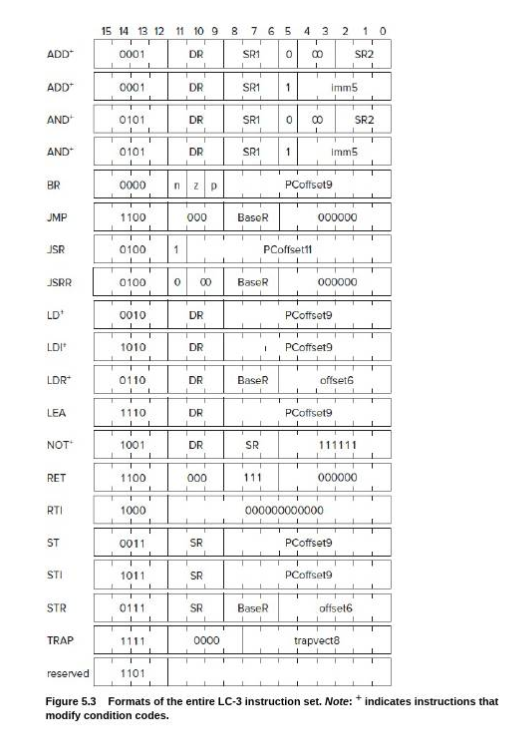 15 14 13 12 11 10 9 8 7 6 5 4 3 2 1 0
ADD+ 0001 DR SR1 0 00 SR2
ADD+ 0001 DR SR1 1 imm5
AND+ 0101 DR SR1 0 00 SR2
AND+ 0101 DR SR1 1 imm5
BR 0000 n z p PCoffset9
JMP 1100 000 BaseR 000000
JSR 0100 1 PCoffset11
JSRR 0100 0 00 BaseR 000000
LD+ 0010 DR PCoffset9
LDI+ 1010 DR PCoffset9
LDR+ 0110 DR BaseR offset6
LEA 1110 DR PCoffset9
NOT+ 1001 DR SR 111111
RET 1100 000 111 000000
RTI 1000 000000000000
ST 0011 SR PCoffset9
STI 1011 SR PCoffset9
STR 0111 SR BaseR offset6
TRAP 1111 0000 trapvect8
reserved 1101
Figure 5.3 Formats of the entire LC-3 instruction set. Note: + indicates instructions that
modify condition codes.